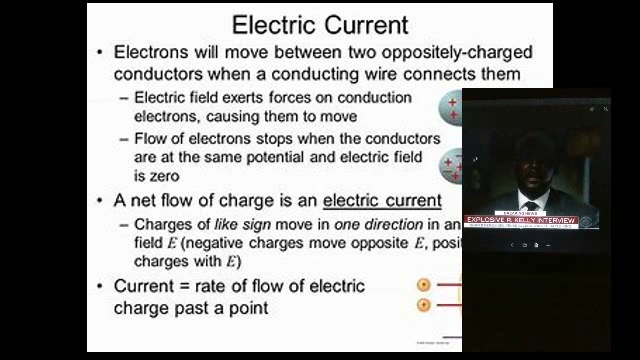 Electric Current
• Electrons will move between two oppositely-charged
conductors when a conducting wire connects them
– Electric field exerts forces on conduction
electrons, causing them to move
– Flow of electrons stops when the conductors
are at the same potential and electric field
is zero
• A net flow of charge is an electric current
– Charges of like sign move in one direction in an
field E (negative charges move opposite E, posit
charges with E)
• Current = rate of flow of electric
charge past a point
EXPLOSIVE R. KELLY INTERVIEW